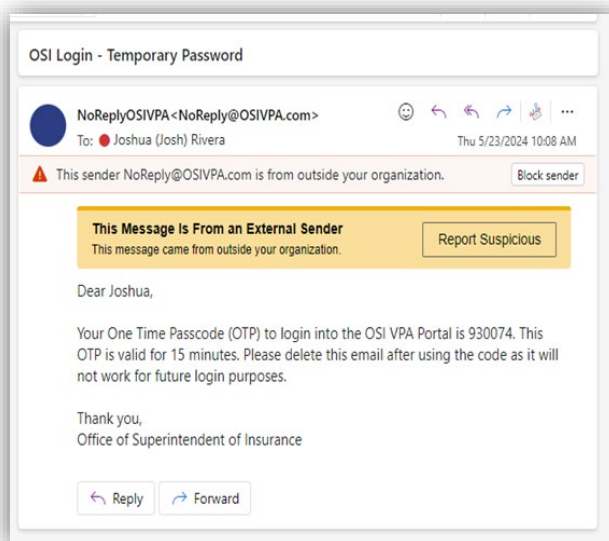 OSI Login - Temporary Password
NoReplyOSIVPA<NoReply@OSIVPA.com>
To: Joshua (Josh) Rivera
Thu 5/23/2024 10:08 AM
This sender NoReply@OSIVPA.com is from outside your organization.
Block sender
This Message Is From an External Sender
This message came from outside your organization.
Report Suspicious
Dear Joshua,
Your One Time Passcode (OTP) to login into the OSI VPA Portal is 930074. This
OTP is valid for 15 minutes. Please delete this email after using the code as it will
not work for future login purposes.
Thank you,
Office of Superintendent of Insurance
Reply
Forward